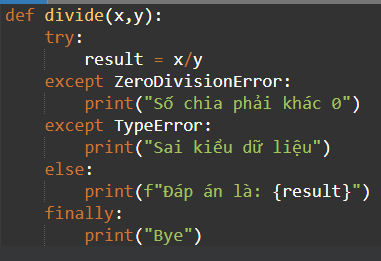 def divide(x,y):
    try:
        result = x/y
    except ZeroDivisionError:
        print("Số chia phải khác 0")
    except TypeError:
        print("Sai kiểu dữ liệu")
    else:
        print(f"Đáp án là: {result}")
    finally:
        print("Bye")